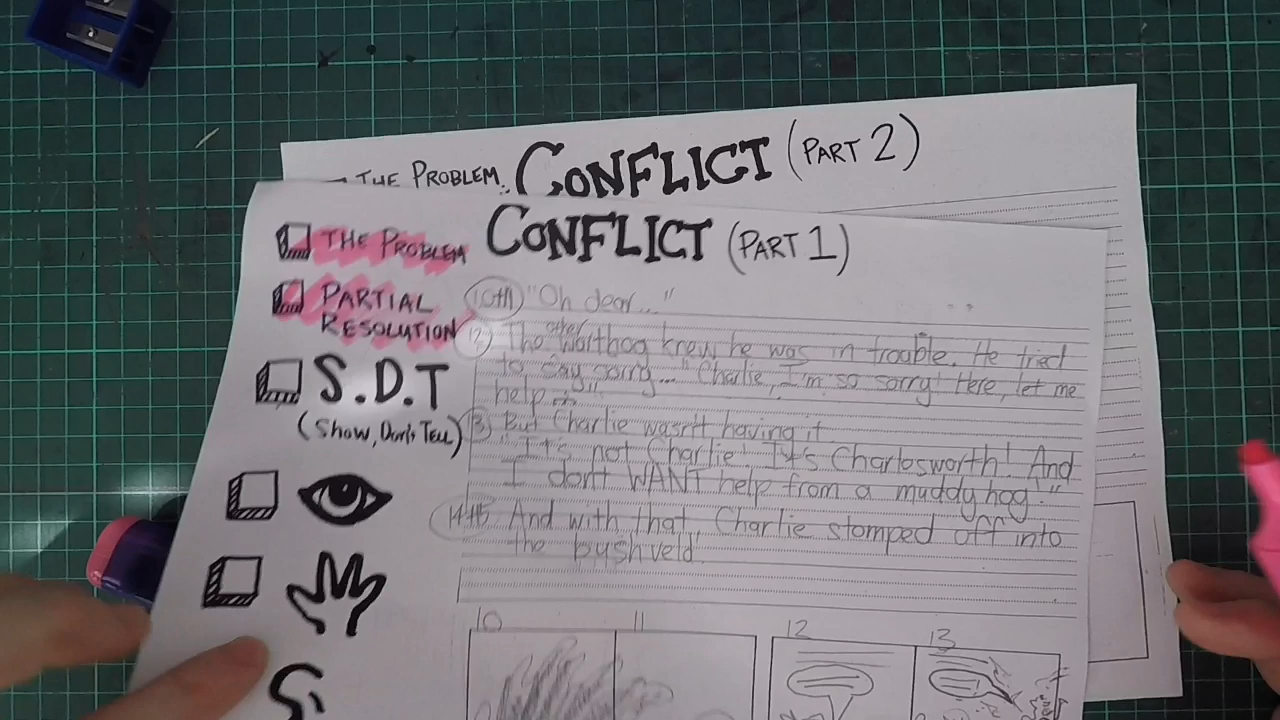 THE PROBLEM CONFLICT (PART 2)
CONFLICT (PART 1)
THE PROBLEM
PARTIAL
RESOLUTION
S.D.T
(Show, Don't Tell)
"Oh dear..."
12) The other warthog knew he was in trouble. He tried
to say sorry... "Charlie, I'm so sorry! Here, let me
help..."
13) But Charlie wasn't having it
"It's not Charlie! It's Charlesworth! And
I don't WANT help from a muddy hog."
And with that, Charlie stomped off into
the bushveld
10 11 12 13